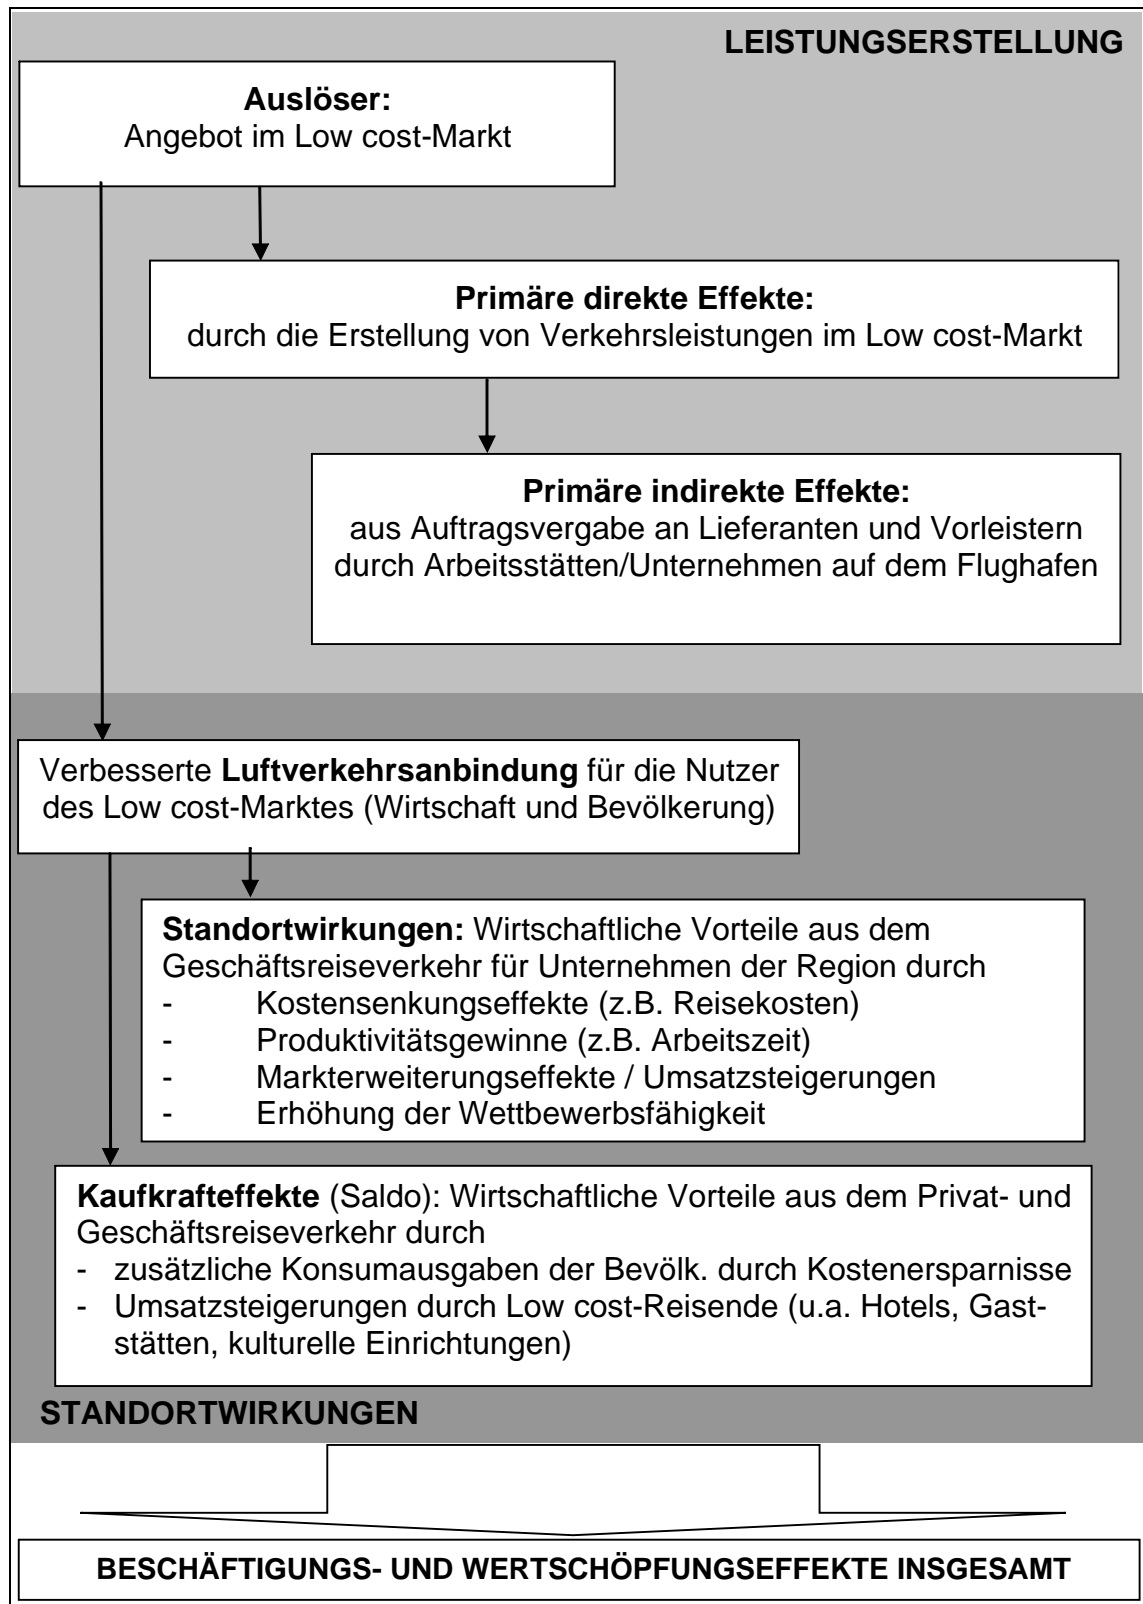 LEISTUNGSERSTELLUNG
Auslöser:
Angebot im Low cost-Markt
Primäre direkte Effekte:
durch die Erstellung von Verkehrsleistungen im Low cost-Markt
Primäre indirekte Effekte:
aus Auftragsvergabe an Lieferanten und Vorleistern
durch Arbeitsstätten/Unternehmen auf dem Flughafen
Verbesserte Luftverkehrsanbindung für die Nutzer
des Low cost-Marktes (Wirtschaft und Bevölkerung)
Standortwirkungen: Wirtschaftliche Vorteile aus dem
Geschäftsreiseverkehr für Unternehmen der Region durch
- Kostensenkungseffekte (z.B. Reisekosten)
- Produktivitätsgewinne (z.B. Arbeitszeit)
- Markterweiterungseffekte / Umsatzsteigerungen
- Erhöhung der Wettbewerbsfähigkeit
Kaufkrafteffekte (Saldo): Wirtschaftliche Vorteile aus dem Privat- und
Geschäftsreiseverkehr durch
- zusätzliche Konsumausgaben der Bevölk. durch Kostenersparnisse
- Umsatzsteigerungen durch Low cost-Reisende (u.a. Hotels, Gast-
stätten, kulturelle Einrichtungen)
STANDORTWIRKUNGEN
BESCHÄFTIGUNGS- UND WERTSCHÖPFUNGSEFFEKTE INSGESAMT